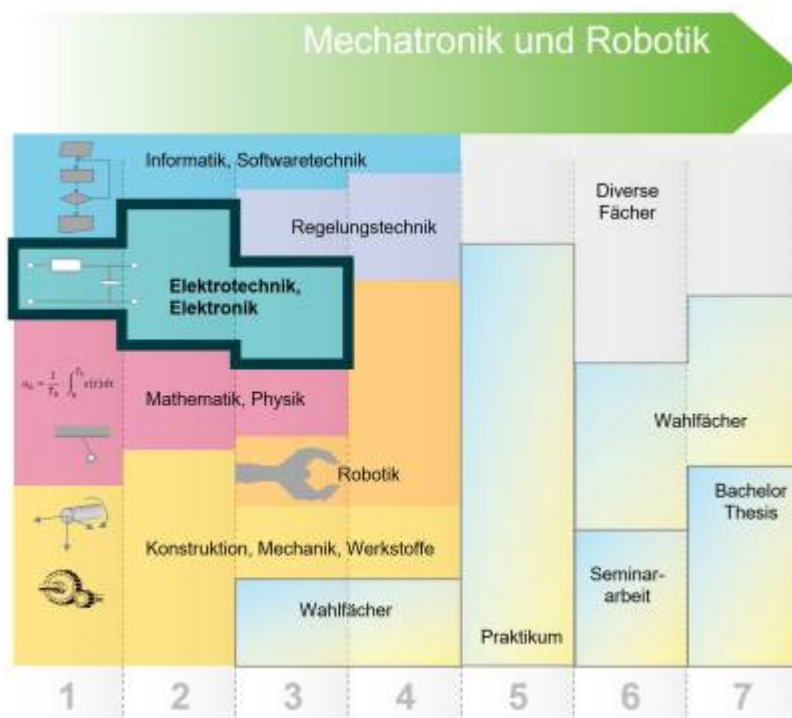 Mechatronik und Robotik
Informatik, Softwaretechnik
Diverse
Fächer
Regelungstechnik
Elektrotechnik,
Elektronik
Mathematik, Physik
Wahlfächer
Robotik
Bachelor
Thesis
Konstruktion, Mechanik, Werkstoffe
Seminar-
arbeit
Wahlfächer
Praktikum
1 2 3 4 5 6 7